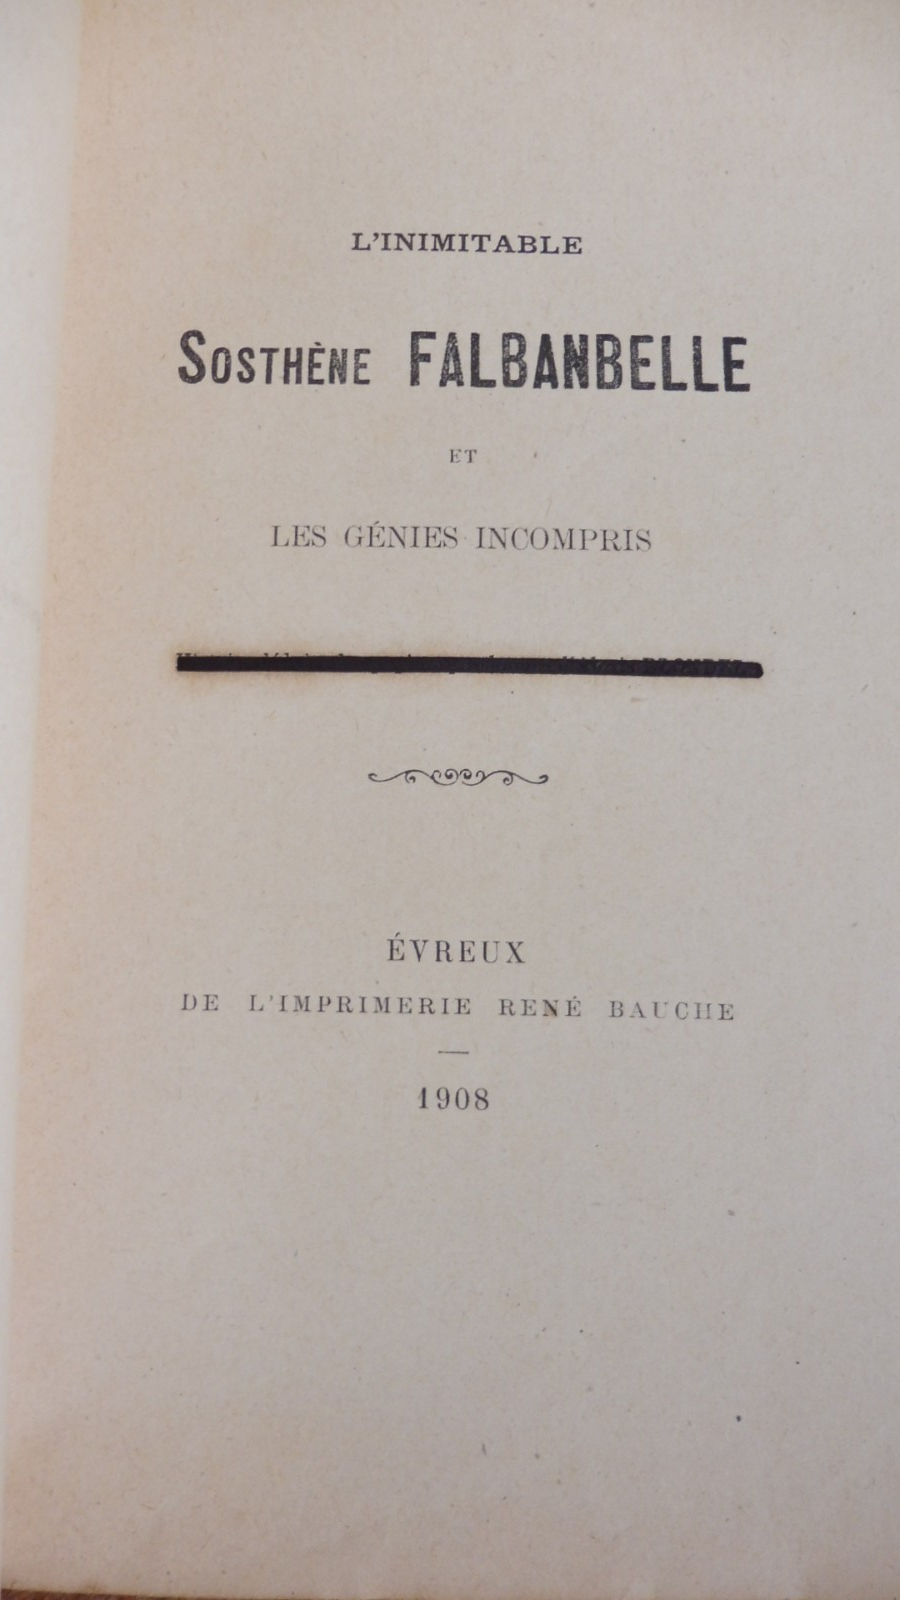 L'INIMITABLE
SOSTHÈNE FALBANBELLE
ET
LES GÉNIES INCOMPRIS
ÉVREUX
DE L'IMPRIMERIE RENÉ BAUCHE
1908